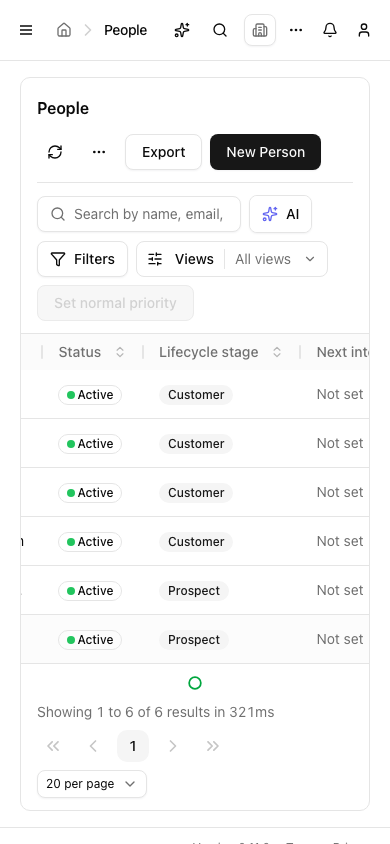 People
People
Export
New Person
Search by name, email,
AI
Filters
Views
All views
Set normal priority
Status
Lifecycle stage
Next int
Active
Customer
Not set
Active
Customer
Not set
Active
Customer
Not set
Active
Customer
Not set
Active
Prospect
Not set
Active
Prospect
Not set
Showing 1 to 6 of 6 results in 321ms
1
20 per page